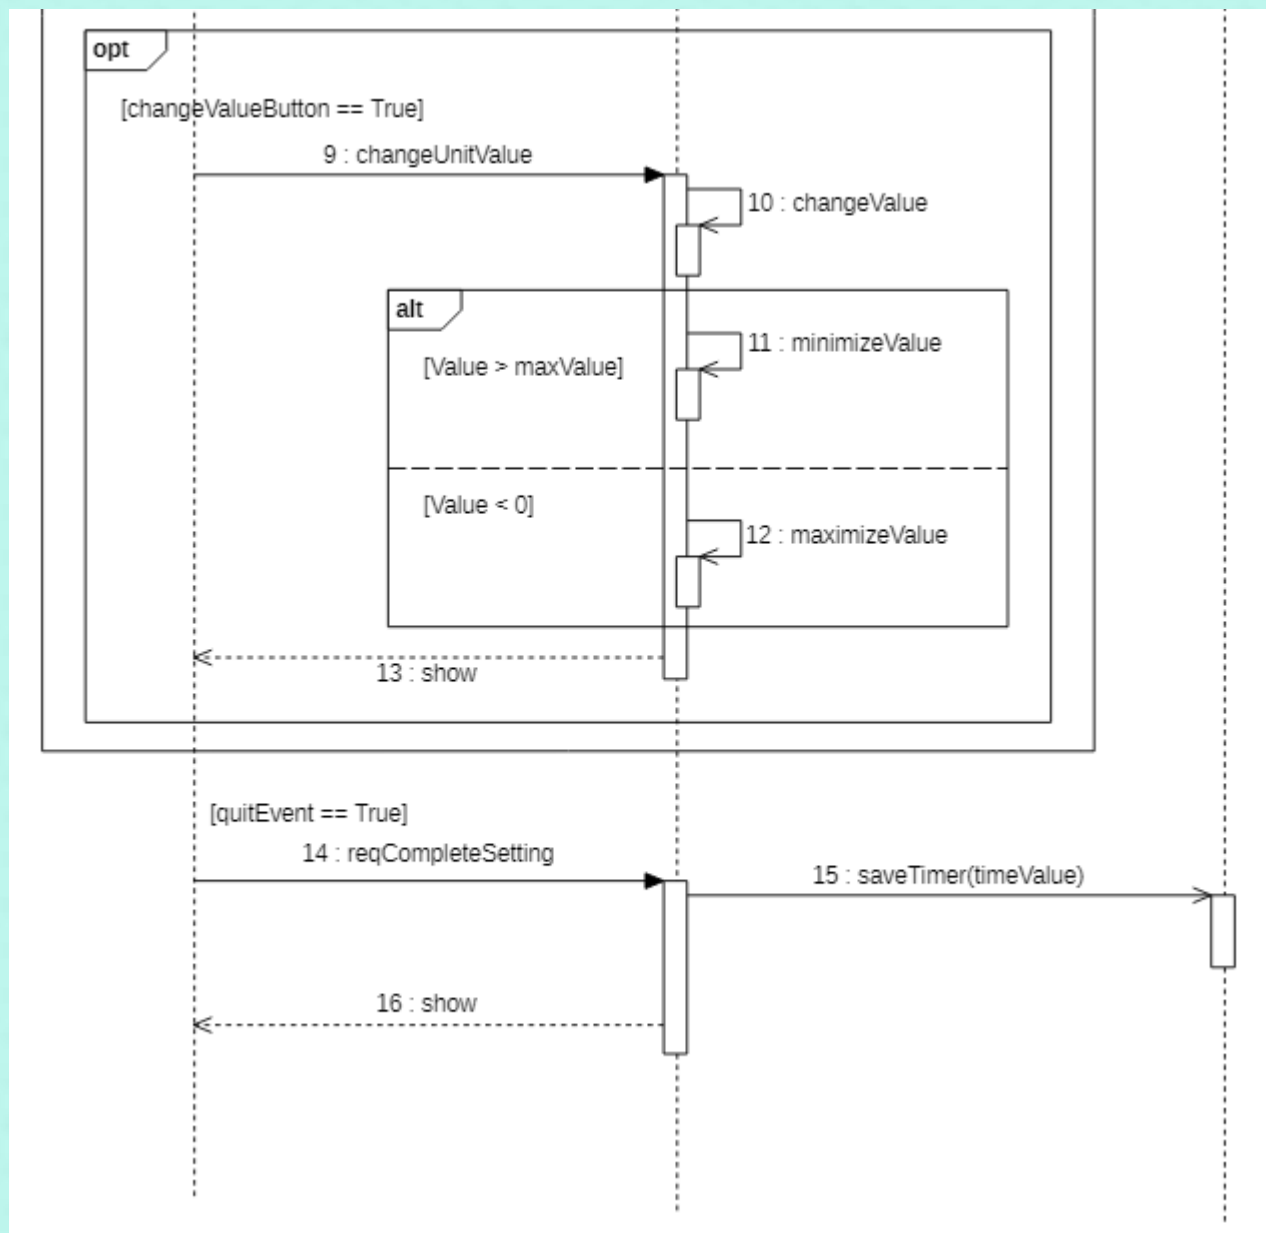 opt
[changeValueButton == True]
9 : changeUnitValue
10 : changeValue
alt
11 : minimizeValue
[Value > maxValue]
[Value < 0]
12 : maximizeValue
13 : show
[quitEvent == True]
14 : reqCompleteSetting
15 : saveTimer(timeValue)
16 : show